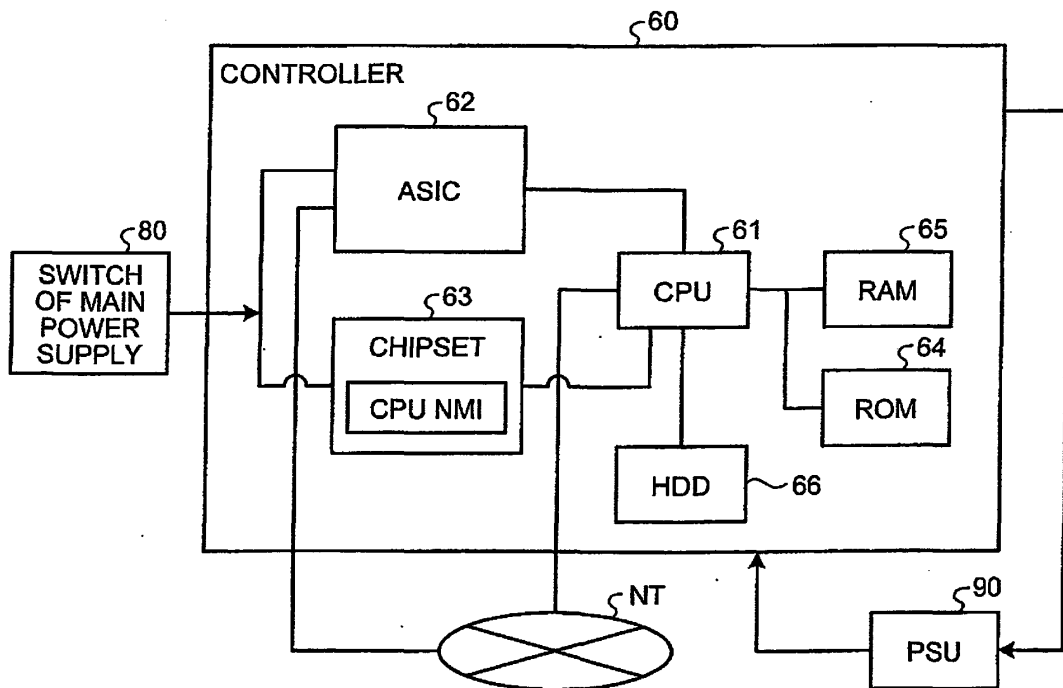 60
CONTROLLER
62
ASIC
80
SWITCH
OF MAIN
POWER
SUPPLY
63
CHIPSET
CPU NMI
61
CPU
65
RAM
64
ROM
HDD
66
NT
90
PSU